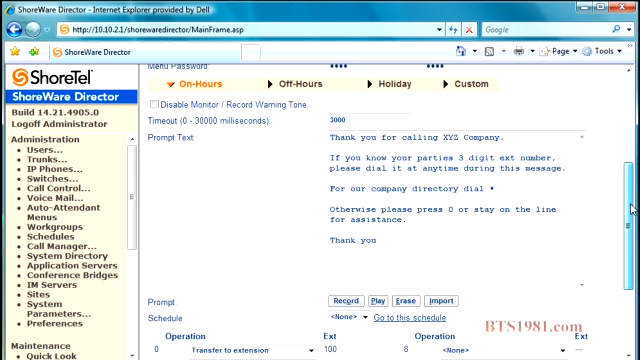 ShoreWare Director - Internet Explorer provided by Dell
http://10.10.2.1/shorewaredirector/MainFrame.asp
Google
ShoreWare Director
Page
Tools
ShoreTel
ShoreWare Director
Build 14.21.4905.0
Logoff Administrator
Administration
Users...
Trunks...
IP Phones...
Switches...
Call Control...
Voice Mail...
Auto-Attendant
Menus
Workgroups
Schedules
Call Manager...
System Directory
Application Servers
Conference Bridges
IM Servers
Sites
System
Parameters...
Preferences
Maintenance
Quick Look
Menu Password
On-Hours
Off-Hours
Holiday
Custom
Disable Monitor / Record Warning Tone
Timeout (0 - 30000 milliseconds)
3000
Prompt Text
Thank you for calling XYZ Company.
If you know your parties 3 digit ext number,
please dial it at anytime during this message.
For our company directory dial *
Otherwise please press 0 or stay on the line
for assistance.
Thank you
Prompt:
Record
Play
Erase
Import
Schedule
<None>
Go to this schedule
BTS1981.com
Operation
Ext
Operation
Ext
0
Transfer to extension
100
8
<None>
---